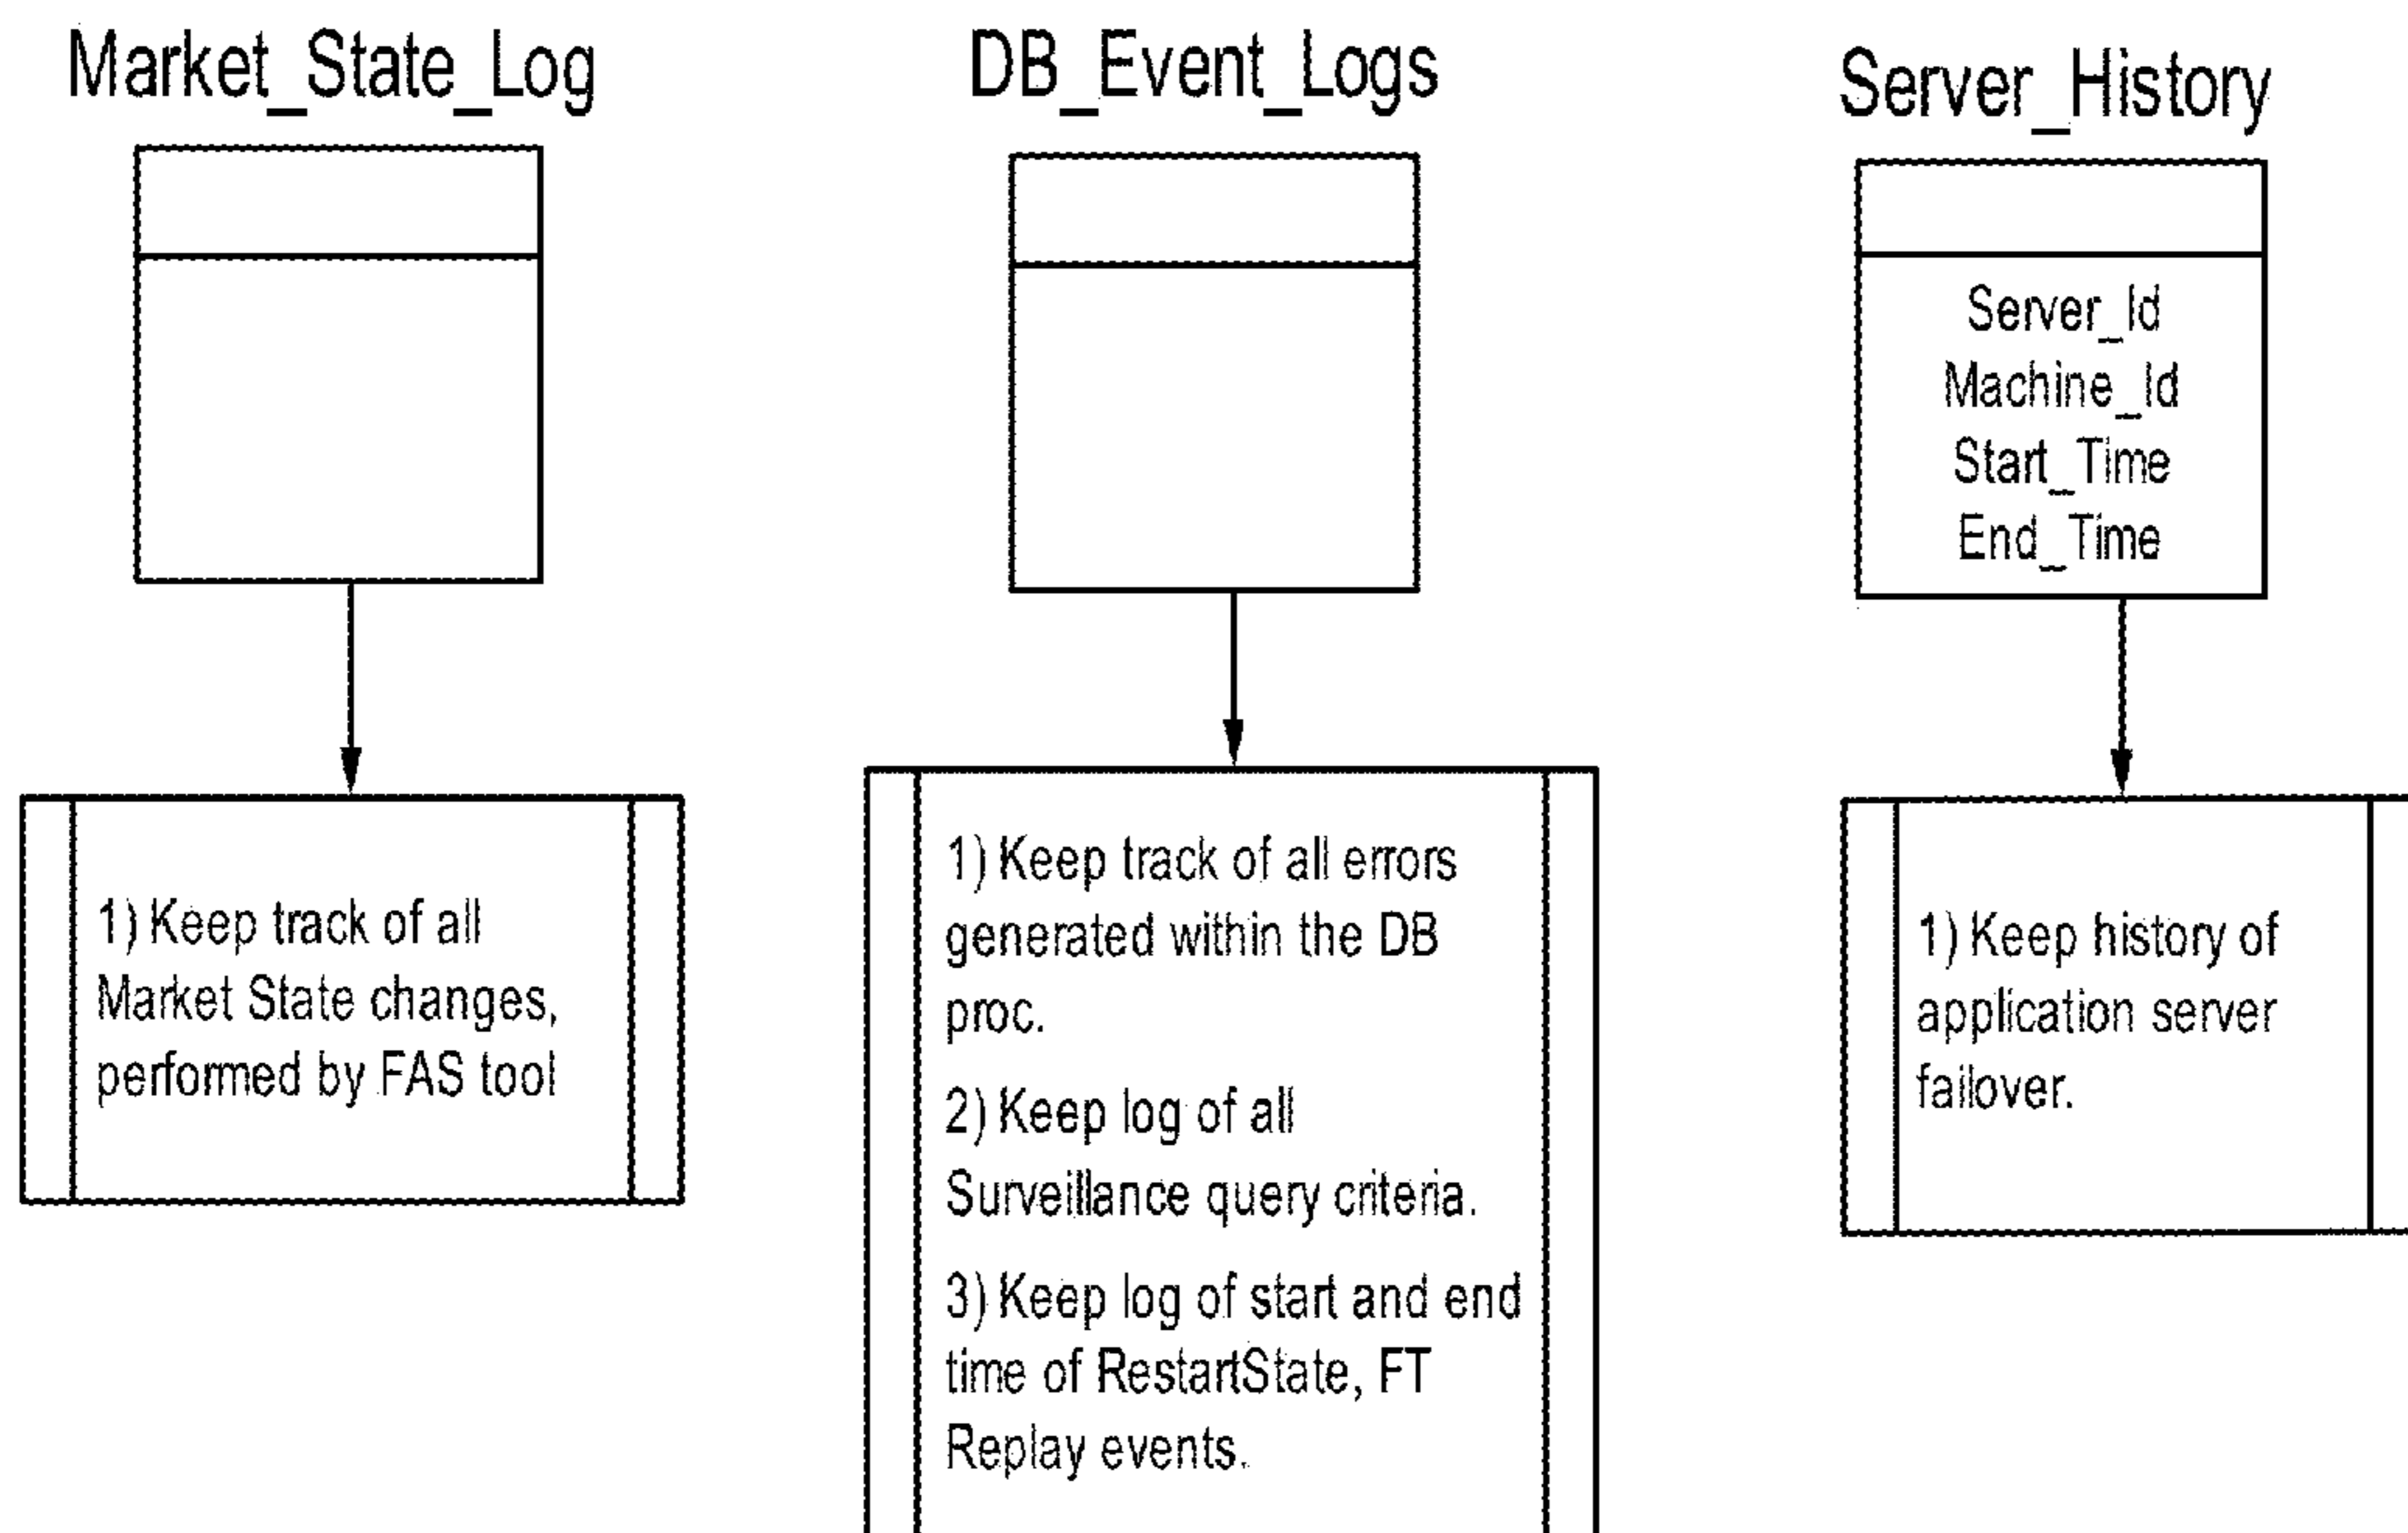 Market_State_Log
1) Keep track of all
Market State changes,
performed by FAS tool
DB_Event_Logs
1) Keep track of all errors
generated within the DB
proc.
2) Keep log of all
Surveillance query criteria.
3) Keep log of start and end
time of RestartState, FT
Replay events.
Server_History
Server_Id
Machine_Id
Start_Time
End_Time
1) Keep history of
application server
failover.